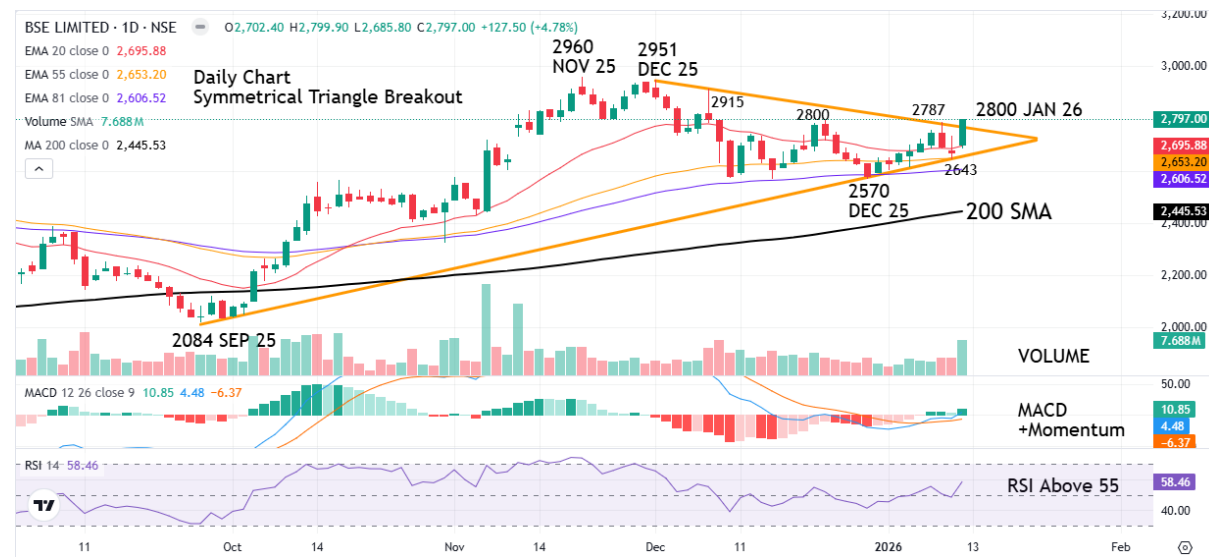 BSE LIMITED · 1D · NSE O2,702.40 H2,799.90 L2,685.80 C2,797.00 +127.50 (+4.78%)
EMA 20 close 0 2,695.88
EMA 55 close 0 2,653.20
EMA 81 close 0 2,606.52
Volume SMA 7.688M
MA 200 close 0 2,445.53
Daily Chart
Symmetrical Triangle Breakout
2960
NOV 25
2951
DEC 25
2915
2800
2787
2800 JAN 26
2643
2570
DEC 25
200 SMA
2084 SEP 25
3,200.00
3,000.00
2,797.00
2,695.88
2,653.20
2,606.52
2,445.53
2,400.00
2,200.00
2,000.00
7.688M
VOLUME
MACD 12 26 close 9 10.85 4.48 −6.37
MACD
+Momentum
50.00
10.85
4.48
−6.37
RSI 14 58.46
RSI Above 55
58.46
40.00
11 Oct 14 Nov 14 Dec 11 2026 13 Feb